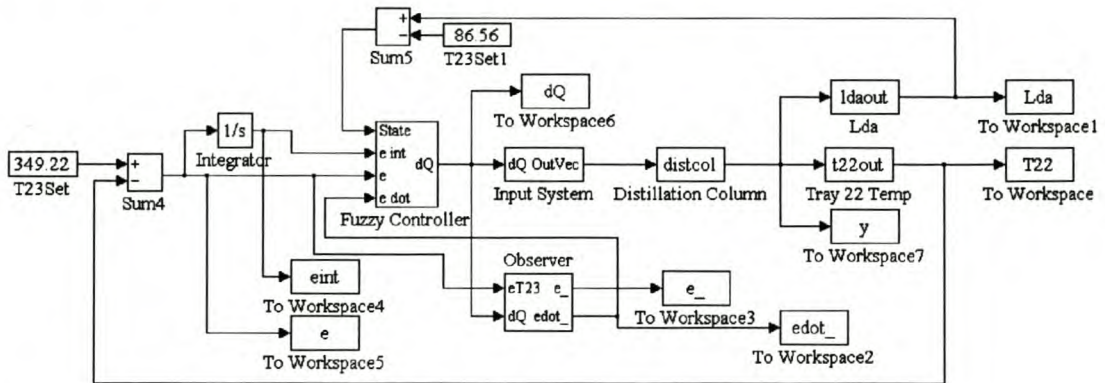 +
−
Sum5
86.56
T23Set1
dQ
To Workspace6
ldaout
Lda
Lda
To Workspace1
1/s
Integrator
State
e int
e
e dot
dQ
Fuzzy Controller
349.22
T23Set
+
−
Sum4
dQ OutVec
Input System
distcol
Distillation Column
t22out
Tray 22 Temp
T22
To Workspace
y
To Workspace7
Observer
eT23 e_
dQ edot_
eint
To Workspace4
e_
To Workspace3
e
To Workspace5
edot_
To Workspace2